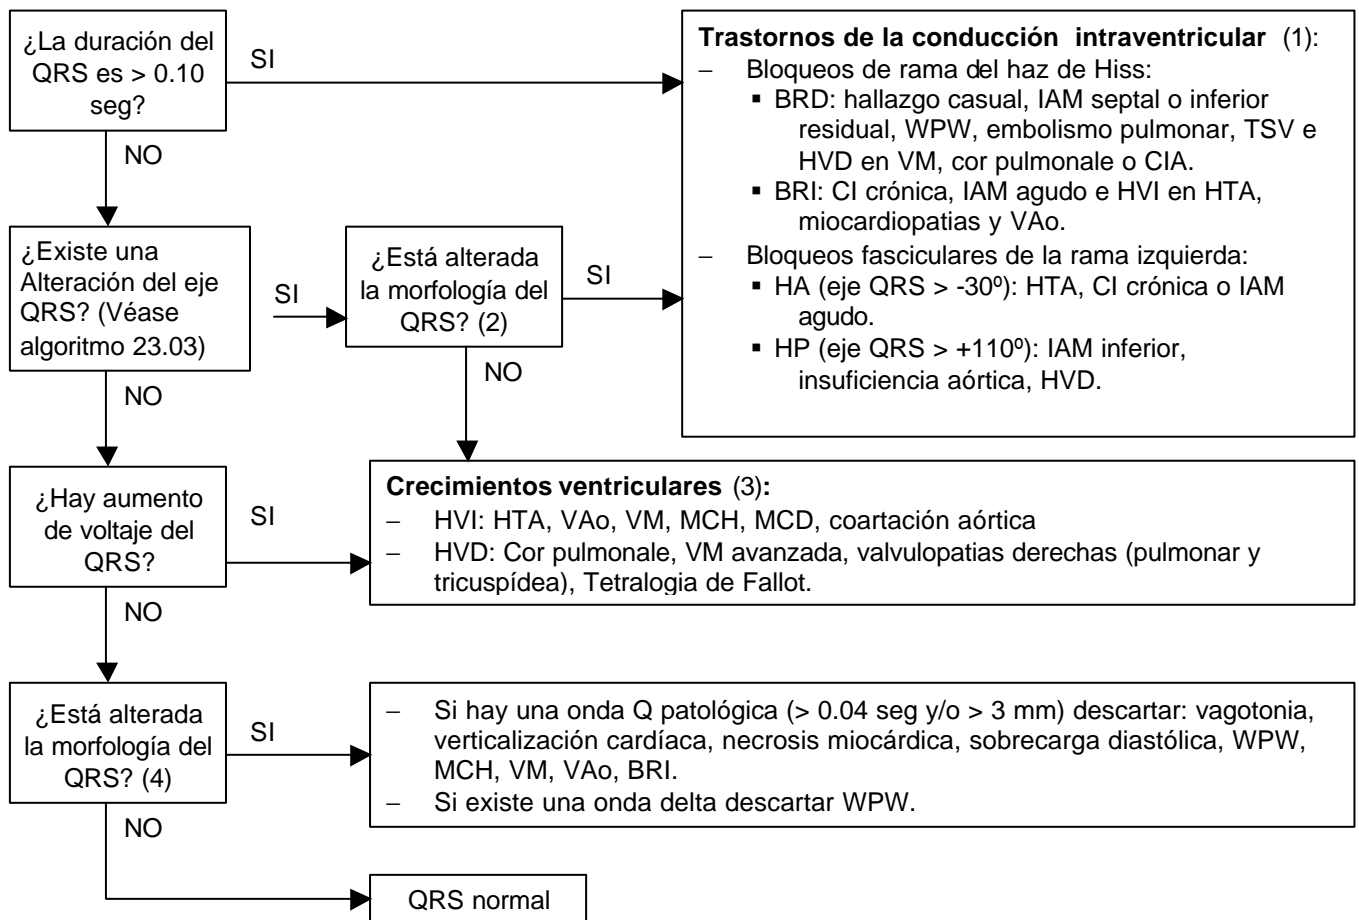 ¿La duración del
QRS es > 0.10
seg?
SI
NO
Trastornos de la conducción intraventricular (1):
– Bloqueos de rama del haz de Hiss:
▪ BRD: hallazgo casual, IAM septal o inferior
residual, WPW, embolismo pulmonar, TSV e
HVD en VM, cor pulmonale o CIA.
▪ BRI: CI crónica, IAM agudo e HVI en HTA,
miocardiopatias y VAo.
– Bloqueos fasciculares de la rama izquierda:
▪ HA (eje QRS > -30º): HTA, CI crónica o IAM
agudo.
▪ HP (eje QRS > +110º): IAM inferior,
insuficiencia aórtica, HVD.
¿Existe una
Alteración del eje
QRS? (Véase
algoritmo 23.03)
SI
NO
¿Está alterada
la morfología del
QRS? (2)
SI
NO
¿Hay aumento
de voltaje del
QRS?
SI
NO
Crecimientos ventriculares (3):
– HVI: HTA, VAo, VM, MCH, MCD, coartación aórtica
– HVD: Cor pulmonale, VM avanzada, valvulopatias derechas (pulmonar y
tricuspídea), Tetralogia de Fallot.
¿Está alterada
la morfología del
QRS? (4)
SI
NO
– Si hay una onda Q patológica (> 0.04 seg y/o > 3 mm) descartar: vagotonia,
verticalización cardíaca, necrosis miocárdica, sobrecarga diastólica, WPW,
MCH, VM, VAo, BRI.
– Si existe una onda delta descartar WPW.
QRS normal